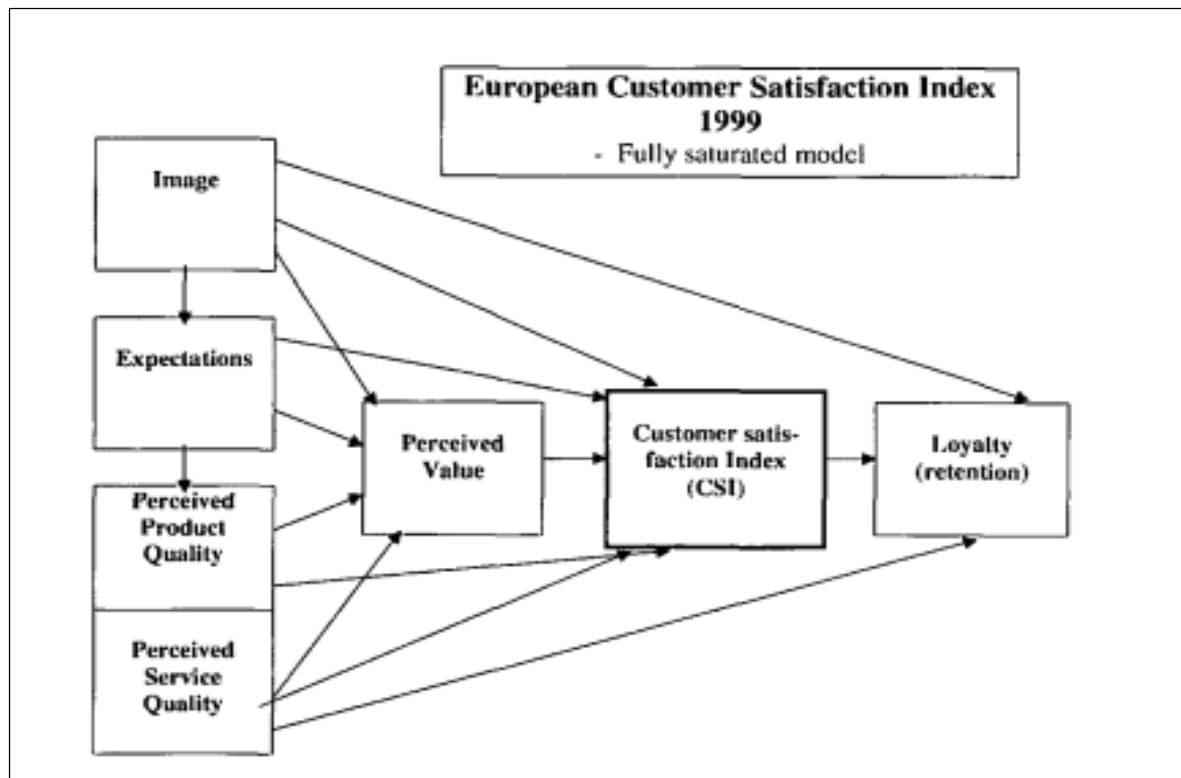 European Customer Satisfaction Index
1999
- Fully saturated model
Image
Expectations
Perceived
Product
Quality
Perceived
Service
Quality
Perceived
Value
Customer satis-
faction Index
(CSI)
Loyalty
(retention)